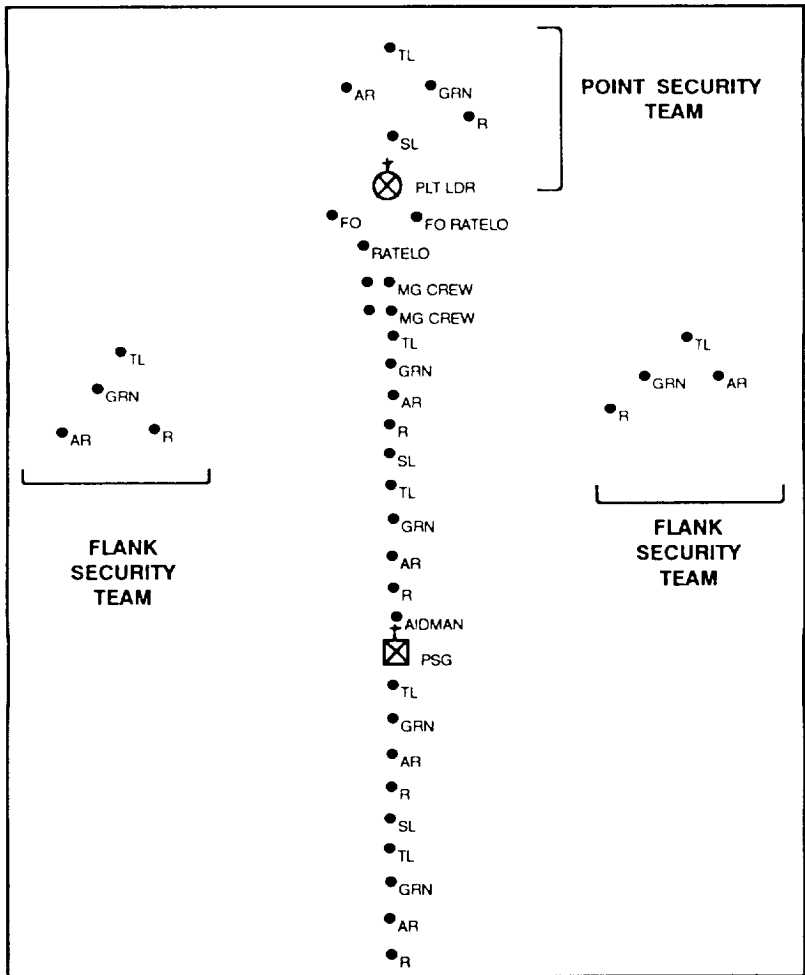 TL
AR
GRN
R
SL
POINT SECURITY
TEAM
PLT LDR
FO
FO RATELO
RATELO
MG CREW
MG CREW
TL
GRN
AR
R
SL
TL
GRN
AR
R
AIDMAN
PSG
TL
GRN
AR
R
SL
TL
GRN
AR
R
TL
GRN
AR
R
FLANK
SECURITY
TEAM
TL
GRN
AR
R
FLANK
SECURITY
TEAM